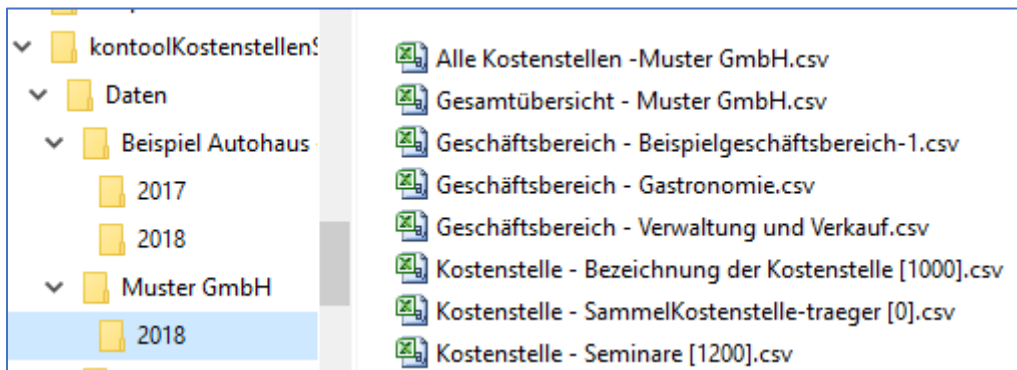 kontoolKostenstellenS
Daten
Beispiel Autohaus
2017
2018
Muster GmbH
2018
Alle Kostenstellen -Muster GmbH.csv
Gesamtübersicht - Muster GmbH.csv
Geschäftsbereich - Beispielgeschäftsbereich-1.csv
Geschäftsbereich - Gastronomie.csv
Geschäftsbereich - Verwaltung und Verkauf.csv
Kostenstelle - Bezeichnung der Kostenstelle [1000].csv
Kostenstelle - SammelKostenstelle-traeger [0].csv
Kostenstelle - Seminare [1200].csv